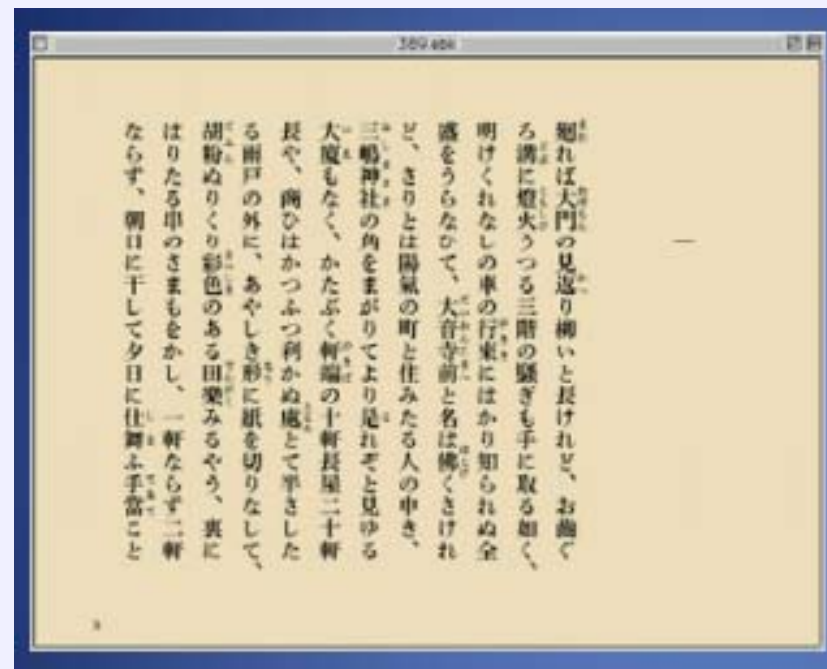 389.ebk
一
廻れば大門の見返り柳いと長けれど、お歯ぐ
ろ溝に燈火うつる三階の騒ぎも手に取る如く、
明けくれなしの車の行来にはかり知られぬ全
盛をうらなひて、大音寺前と名は佛くさけれ
ど、さりとは陽氣の町と住みたる人の申き、
三嶋神社の角をまがりてより是れぞと見ゆる
大厦もなく、かたぶく軒端の十軒長屋二十軒
長や、商ひはかつふつ利かぬ處とて半さした
る雨戸の外に、あやしき形に紙を切りなして、
胡粉ぬりくり彩色のある田樂みるやう、裏に
はりたる串のさまもをかし、一軒ならず二軒
ならず、朝日に干して夕日に仕舞ふ手當こと